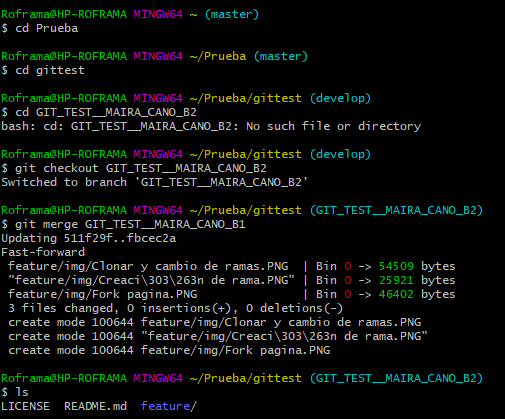 Roframa@HP-ROFRAMA MINGW64 ~ (master)
$ cd Prueba
Roframa@HP-ROFRAMA MINGW64 ~/Prueba (master)
$ cd gittest
Roframa@HP-ROFRAMA MINGW64 ~/Prueba/gittest (develop)
$ cd GIT_TEST__MAIRA_CANO_B2
bash: cd: GIT_TEST__MAIRA_CANO_B2: No such file or directory
Roframa@HP-ROFRAMA MINGW64 ~/Prueba/gittest (develop)
$ git checkout GIT_TEST__MAIRA_CANO_B2
Switched to branch 'GIT_TEST__MAIRA_CANO_B2'
Roframa@HP-ROFRAMA MINGW64 ~/Prueba/gittest (GIT_TEST__MAIRA_CANO_B2)
$ git merge GIT_TEST__MAIRA_CANO_B1
Updating 511f29f..fbcec2a
Fast-forward
feature/img/Clonar y cambio de ramas.PNG | Bin 0 -> 54509 bytes
"feature/img/Creaci\303\263n de rama.PNG" | Bin 0 -> 25921 bytes
feature/img/Fork pagina.PNG | Bin 0 -> 46402 bytes
3 files changed, 0 insertions(+), 0 deletions(-)
create mode 100644 feature/img/Clonar y cambio de ramas.PNG
create mode 100644 "feature/img/Creaci\303\263n de rama.PNG"
create mode 100644 feature/img/Fork pagina.PNG
Roframa@HP-ROFRAMA MINGW64 ~/Prueba/gittest (GIT_TEST__MAIRA_CANO_B2)
$ ls
LICENSE README.md feature/